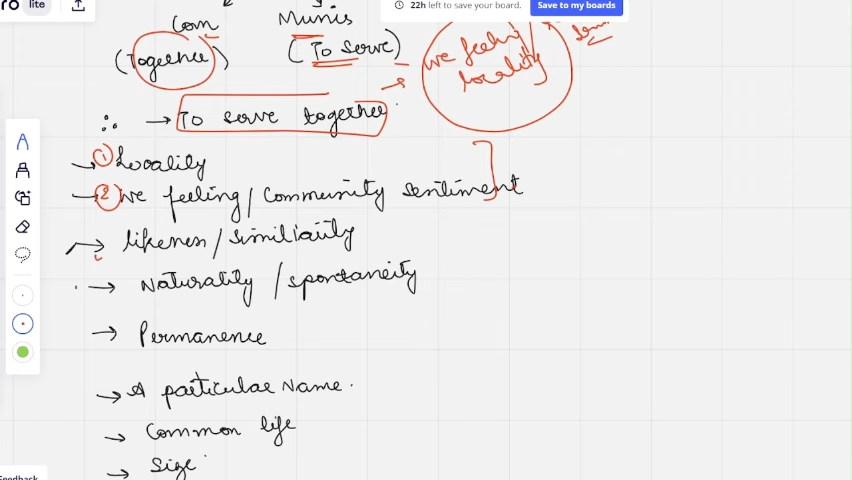 ro lite
22h left to save your board. Save to my boards
Com Munis
(Together) (To serve)
we feeling/
locality
∴ → To serve together
→ ① Locality
→ ② We feeling/Community sentiment
→ likeness/similiarity
→ Naturality/spontaneity
→ Permanence
→ A particular Name.
→ Common life
→ Size
Feedback